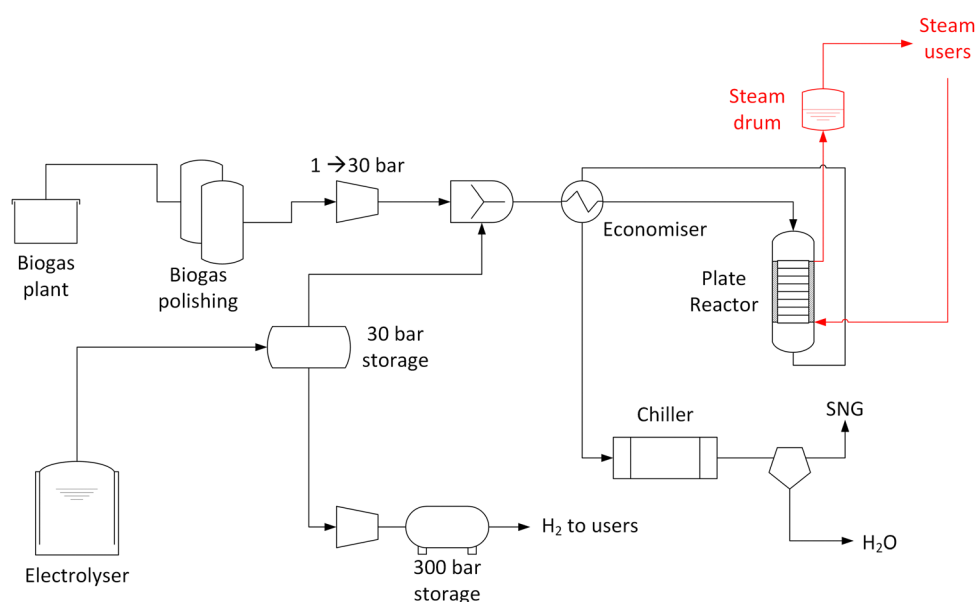 Steam
users
Steam
drum
1 →30 bar
Economiser
Biogas
plant
Biogas
polishing
Plate
Reactor
30 bar
storage
Chiller
SNG
H₂ to users
H₂O
Electrolyser
300 bar
storage